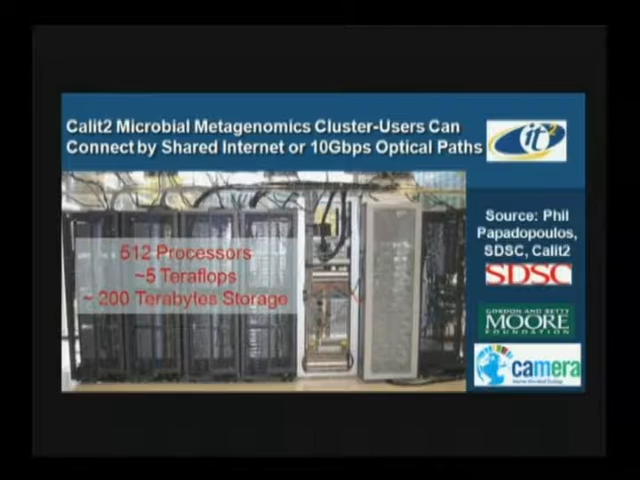 Calit2 Microbial Metagenomics Cluster-Users Can
Connect by Shared Internet or 10Gbps Optical Paths
it2
512 Processors
~5 Teraflops
~ 200 Terabytes Storage
Source: Phil
Papadopoulos,
SDSC, Calit2
SDSC
GORDON AND BETTY
MOORE
FOUNDATION
camera